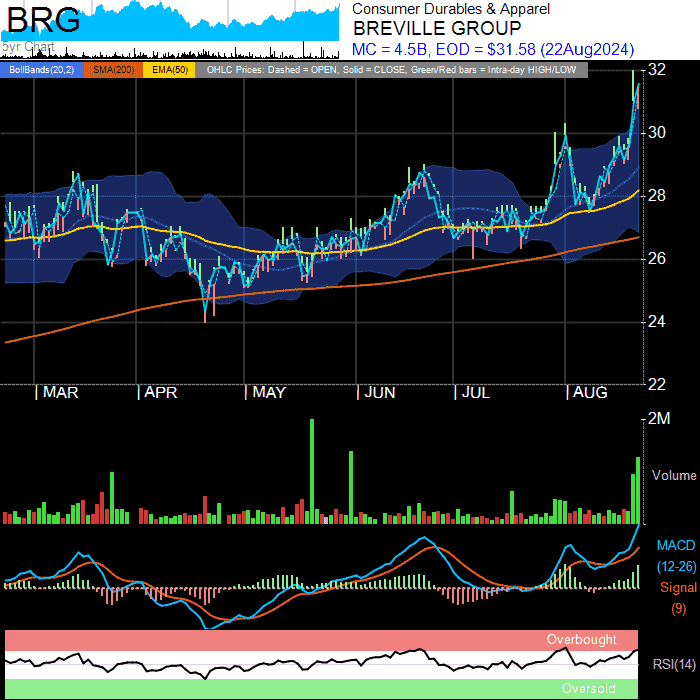 BRG
5yr Chart
Consumer Durables & Apparel
BREVILLE GROUP
MC = 4.5B, EOD = $31.58 (22Aug2024)
BollBands(20,2) SMA(200) EMA(50) OHLC Prices: Dashed = OPEN, Solid = CLOSE, Green/Red bars = Intra-day HIGH/LOW
32
30
28
26
24
22
MAR APR MAY JUN JUL AUG
2M
Volume
MACD
(12-26)
Signal
(9)
Overbought
RSI(14)
Oversold